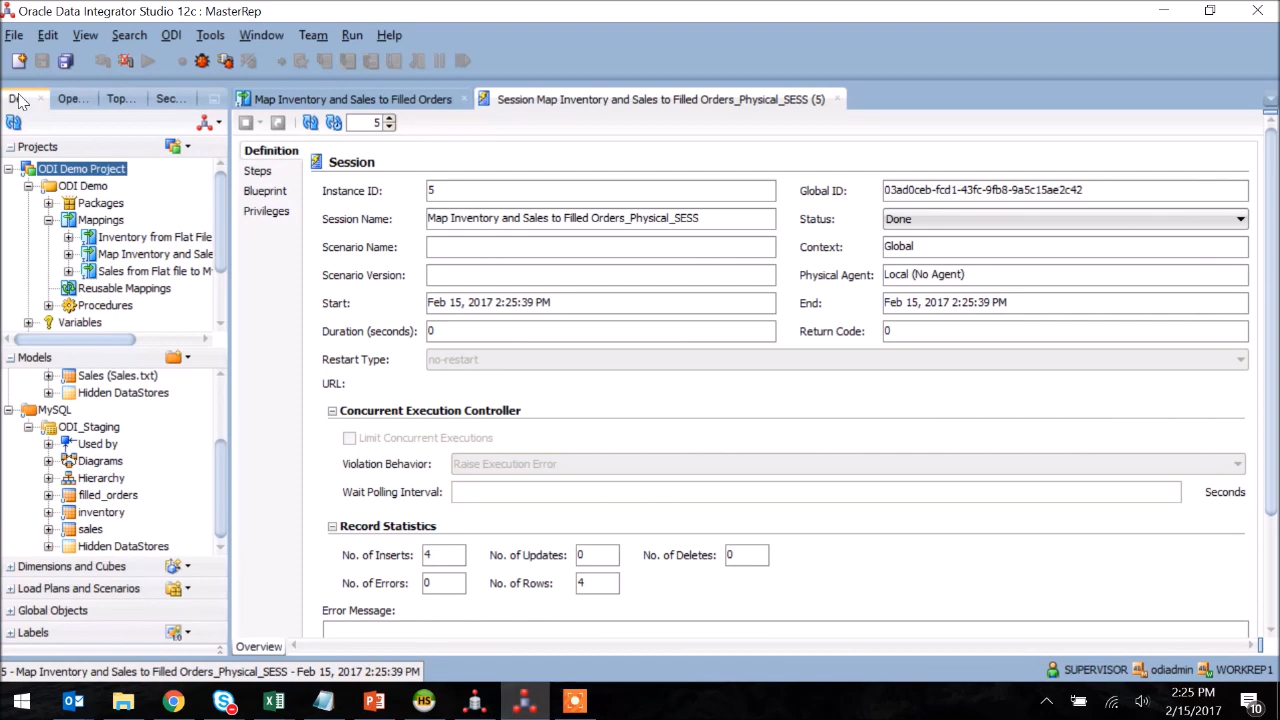 Oracle Data Integrator Studio 12c : MasterRep
File Edit View Search ODI Tools Window Team Run Help
Ope... Top... Sec...
Map Inventory and Sales to Filled Orders
Session Map Inventory and Sales to Filled Orders_Physical_SESS (5)
5
Projects
ODI Demo Project
ODI Demo
Packages
Mappings
Inventory from Flat File
Map Inventory and Sale
Sales from Flat file to M
Reusable Mappings
Procedures
Variables
Models
Sales (Sales.txt)
Hidden DataStores
MySQL
ODI_Staging
Used by
Diagrams
Hierarchy
filled_orders
inventory
sales
Hidden DataStores
Dimensions and Cubes
Load Plans and Scenarios
Global Objects
Labels
Definition
Steps
Blueprint
Privileges
Session
Instance ID: 5 Global ID: 03ad0ceb-fcd1-43fc-9fb8-9a5c15ae2c42
Session Name: Map Inventory and Sales to Filled Orders_Physical_SESS Status: Done
Scenario Name: Context: Global
Scenario Version: Physical Agent: Local (No Agent)
Start: Feb 15, 2017 2:25:39 PM End: Feb 15, 2017 2:25:39 PM
Duration (seconds): 0 Return Code: 0
Restart Type: no-restart
URL:
Concurrent Execution Controller
Limit Concurrent Executions
Violation Behavior: Raise Execution Error
Wait Polling Interval: Seconds
Record Statistics
No. of Inserts: 4 No. of Updates: 0 No. of Deletes: 0
No. of Errors: 0 No. of Rows: 4
Error Message:
Overview
5 - Map Inventory and Sales to Filled Orders_Physical_SESS - Feb 15, 2017 2:25:39 PM
SUPERVISOR odiadmin WORKREP1
2:25 PM
2/15/2017
10